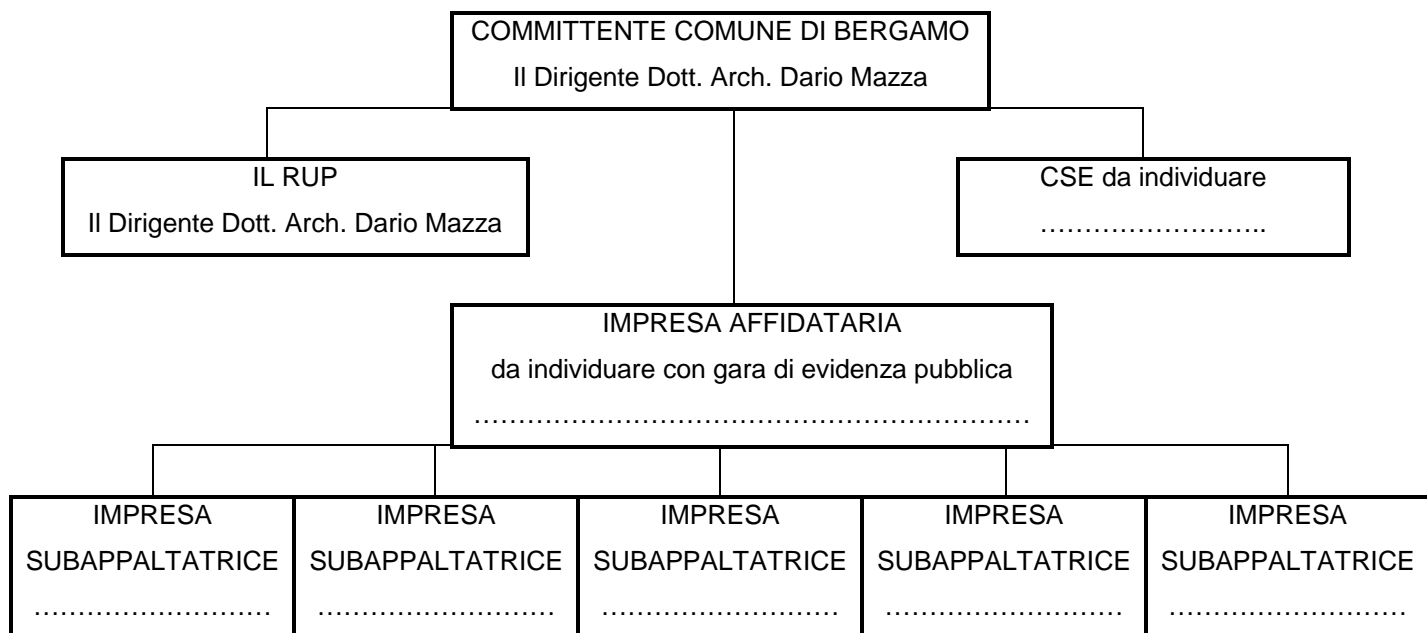 COMMITTENTE COMUNE DI BERGAMO
Il Dirigente Dott. Arch. Dario Mazza
IL RUP
Il Dirigente Dott. Arch. Dario Mazza
CSE da individuare
……………………..
IMPRESA AFFIDATARIA
da individuare con gara di evidenza pubblica
………………………………………………………
IMPRESA
SUBAPPALTATRICE
………………………
IMPRESA
SUBAPPALTATRICE
………………………
IMPRESA
SUBAPPALTATRICE
………………………
IMPRESA
SUBAPPALTATRICE
………………………
IMPRESA
SUBAPPALTATRICE
………………………